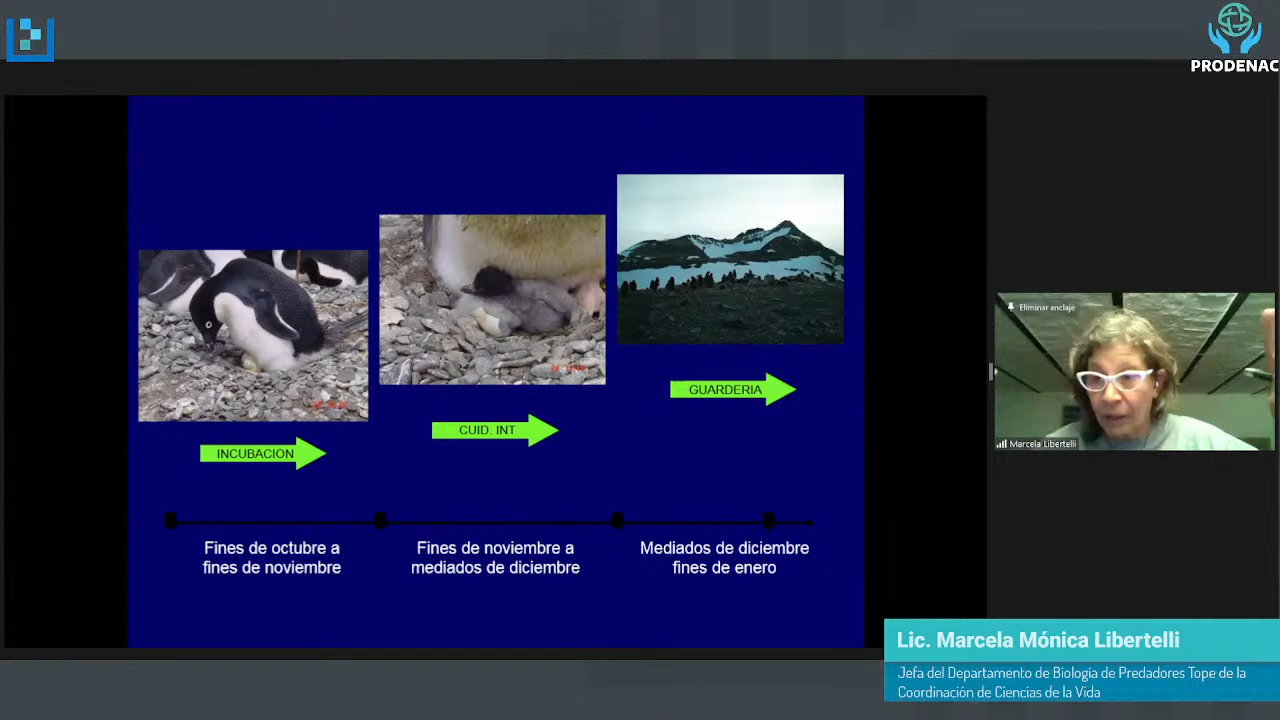 PRODENAC
Eliminar anclaje
Marcela Libertelli
INCUBACION
CUID. INT
GUARDERIA
Fines de octubre a
fines de noviembre
Fines de noviembre a
mediados de diciembre
Mediados de diciembre
fines de enero
Lic. Marcela Mónica Libertelli
Jefa del Departamento de Biología de Predadores Tope de la
Coordinación de Ciencias de la Vida